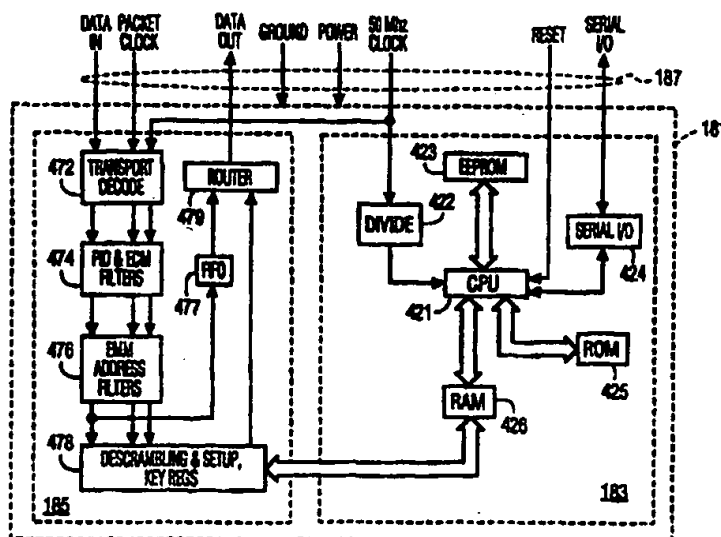 DATA IN
PACKET CLOCK
DATA OUT
GROUND
POWER
50 Mhz CLOCK
RESET
SERIAL I/O
187
18
472
TRANSPORT DECODE
ROUTER
479
423
EEPROM
DIVIDE
422
SERIAL I/O
424
474
PID & ECM FILTERS
FIFO
477
CPU
421
476
EMM ADDRESS FILTERS
ROM
425
RAM
426
478
DESCRAMBLING & SETUP, KEY REGS
185
183